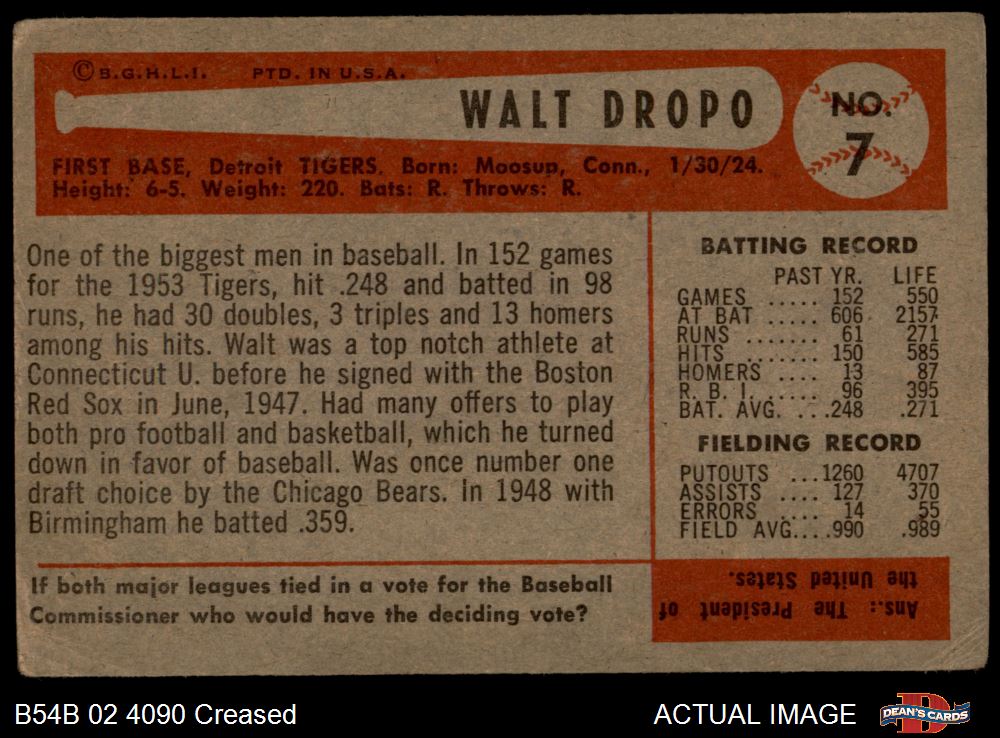 © B.G.H.L.I. PTD. IN U.S.A.
WALT DROPO
NO.
7
FIRST BASE, Detroit TIGERS. Born: Moosup, Conn., 1/30/24.
Height: 6-5. Weight: 220. Bats: R. Throws: R.
One of the biggest men in baseball. In 152 games
for the 1953 Tigers, hit .248 and batted in 98
runs, he had 30 doubles, 3 triples and 13 homers
among his hits. Walt was a top notch athlete at
Connecticut U. before he signed with the Boston
Red Sox in June, 1947. Had many offers to play
both pro football and basketball, which he turned
down in favor of baseball. Was once number one
draft choice by the Chicago Bears. In 1948 with
Birmingham he batted .359.
BATTING RECORD
PAST YR. LIFE
GAMES ..... 152 550
AT BAT ..... 606 2157
RUNS 61 271
HITS ....... 150 585
HOMERS .... 13 87
R. B. I. ..... 96 395
BAT. AVG. ...248 .271
FIELDING RECORD
PUTOUTS ...1260 4707
ASSISTS .... 127 370
ERRORS .... 14 55
FIELD AVG....990 .989
If both major leagues tied in a vote for the Baseball
Commissioner who would have the deciding vote?
Ans.: The President of
the United States.
B54B 02 4090 Creased
ACTUAL IMAGE
DEAN'S CARDS